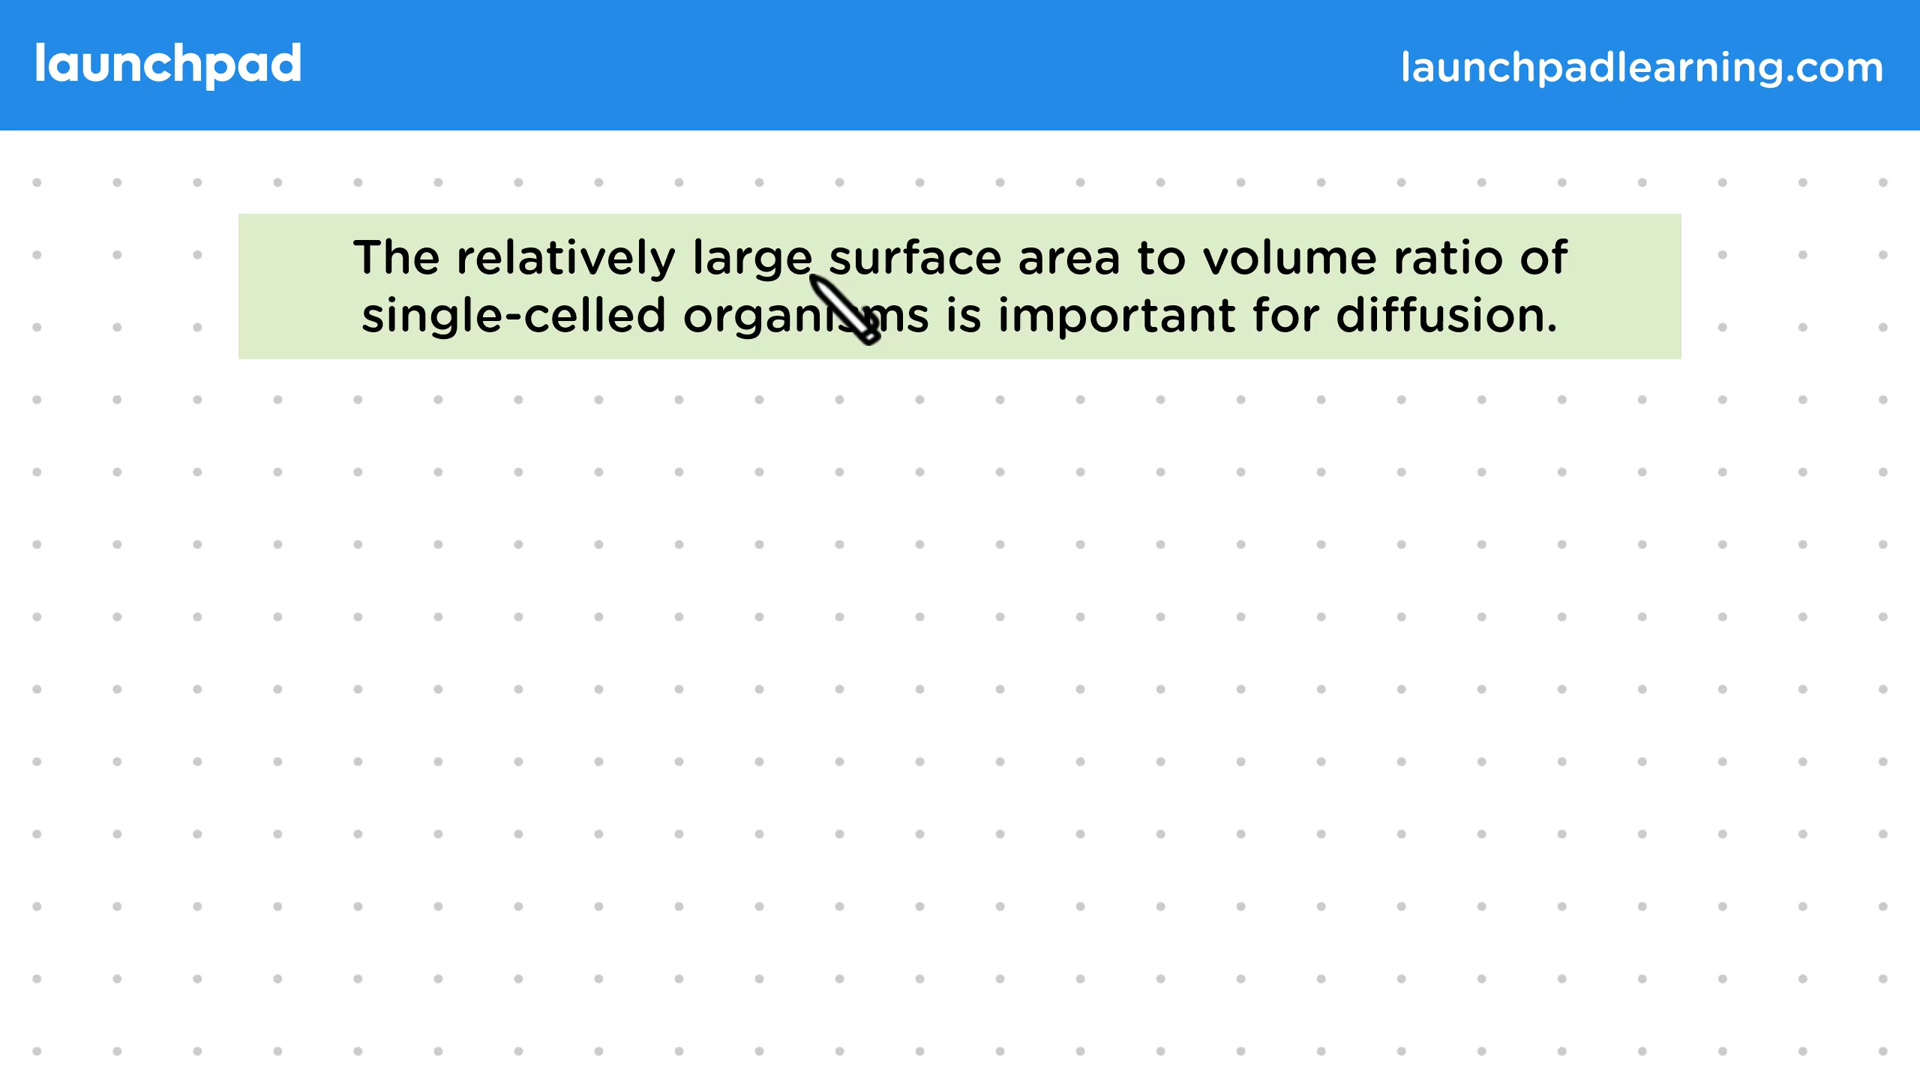 launchpad
launchpadlearning.com
The relatively large surface area to volume ratio of
single-celled organisms is important for diffusion.